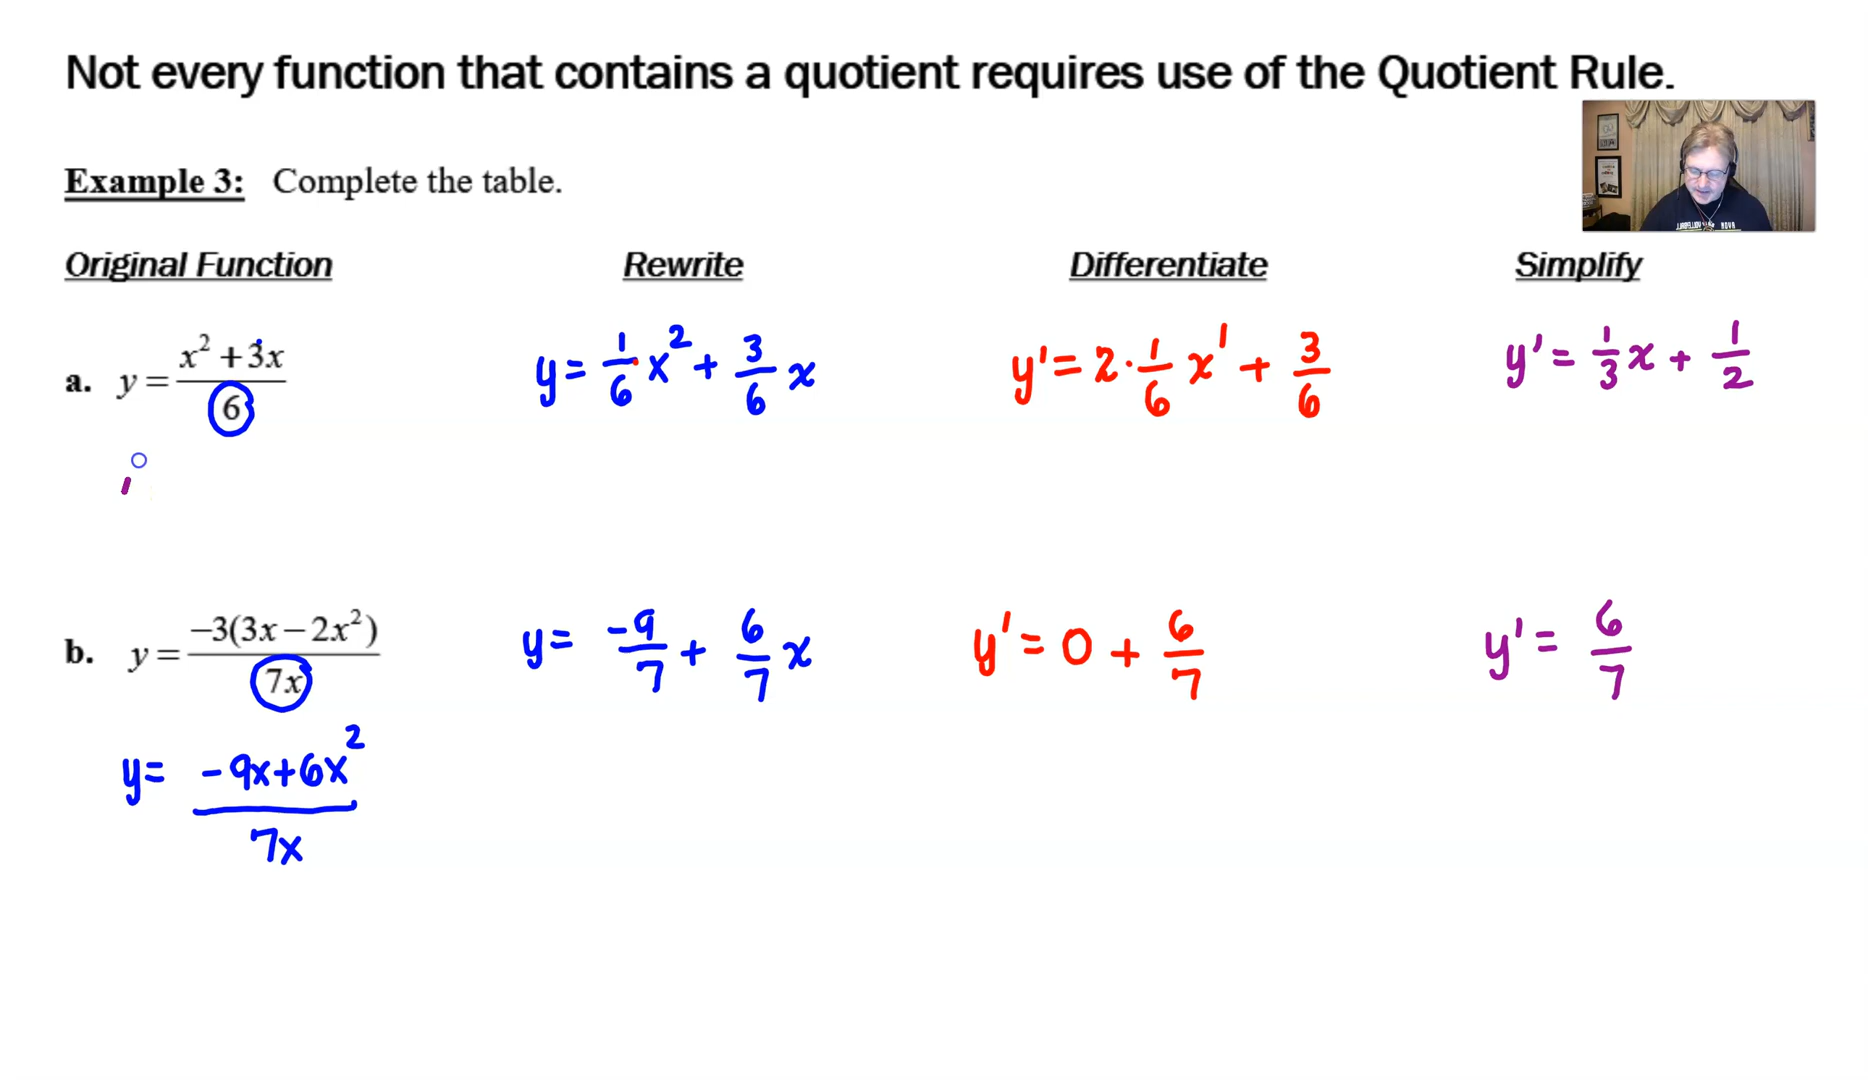 Not every function that contains a quotient requires use of the Quotient Rule.
Example 3: Complete the table.
Original Function Rewrite Differentiate Simplify
a. y = (x² + 3x)/6 y = 1/6 x² + 3/6 x y' = 2 · 1/6 x¹ + 3/6 y' = 1/3 x + 1/2
b. y = −3(3x − 2x²)/7x y = -9/7 + 6/7 x y' = 0 + 6/7 y' = 6/7
y = (-9x + 6x²)/7x